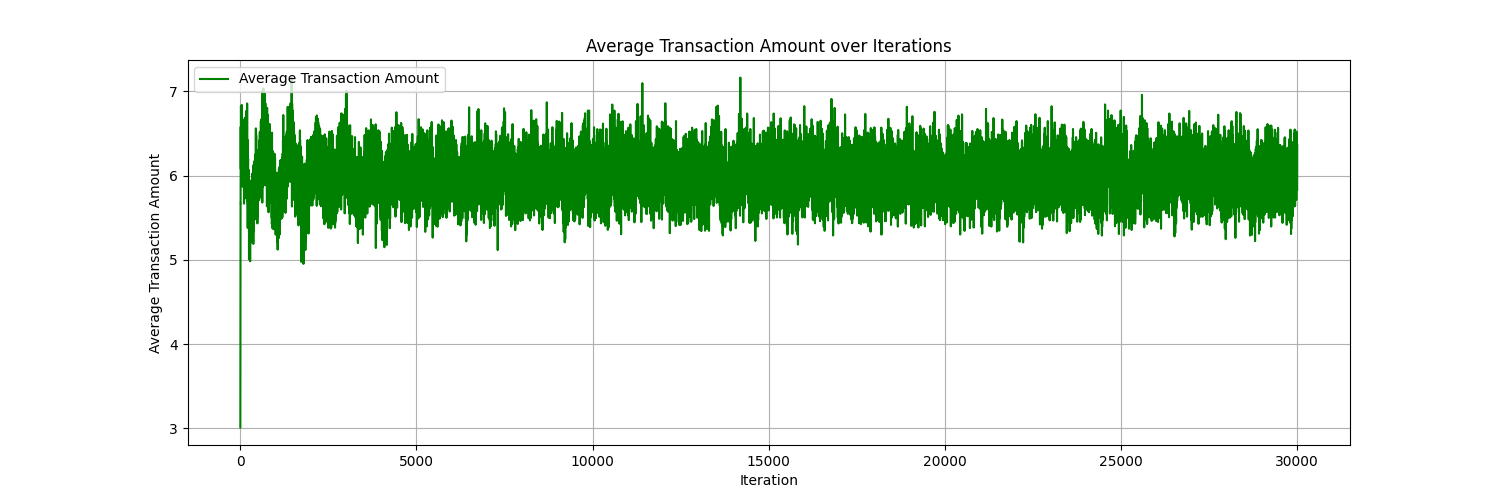 Average Transaction Amount over Iterations
Average Transaction Amount
7
6
5
4
3
Average Transaction Amount
0 5000 10000 15000 20000 25000 30000
Iteration